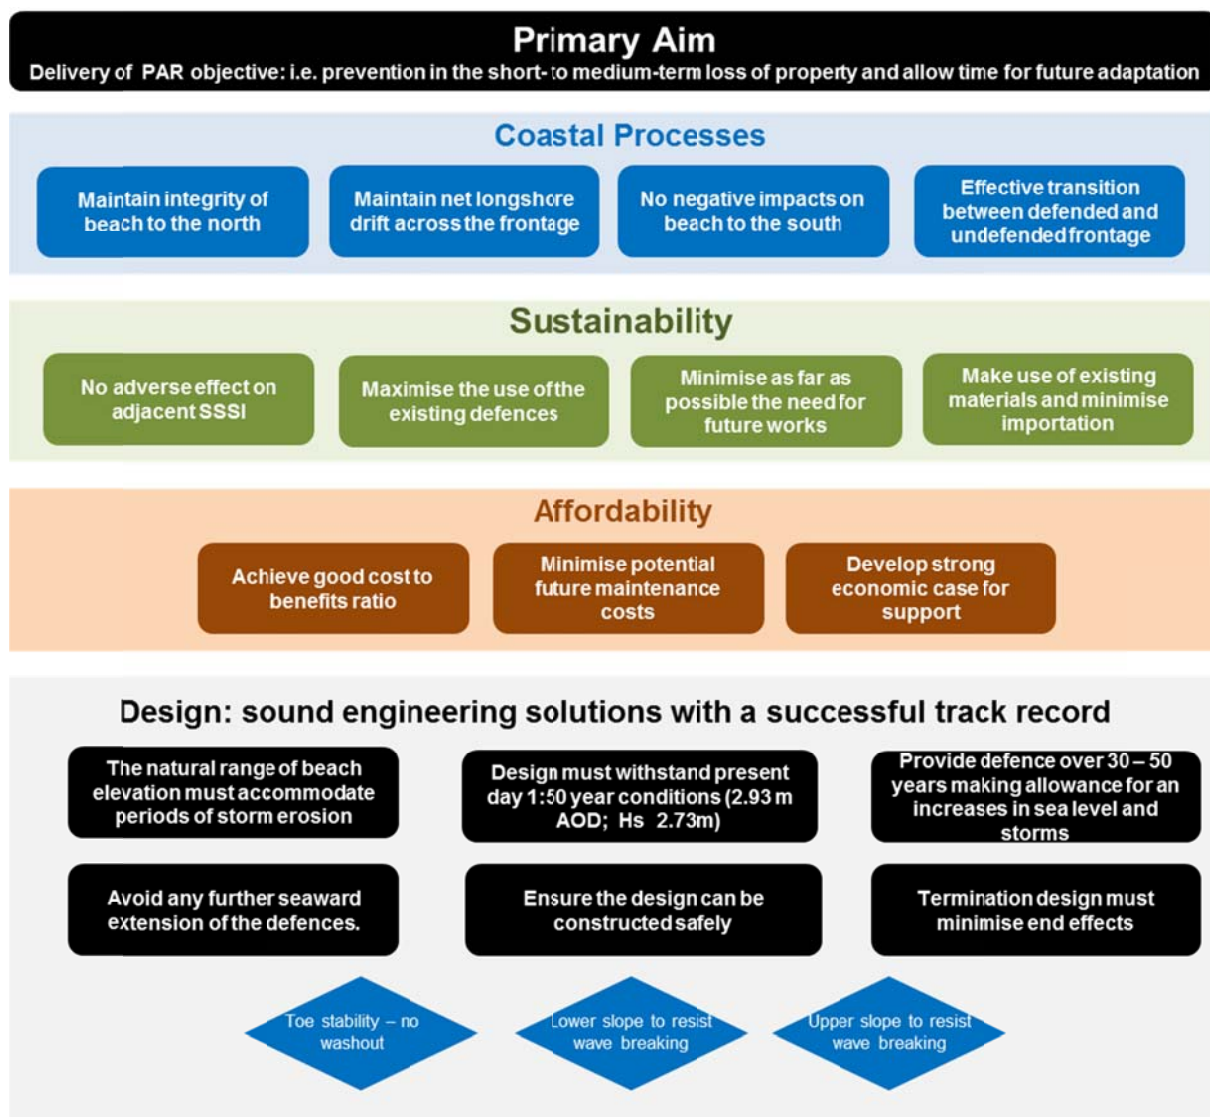 Primary Aim
Delivery of PAR objective: i.e. prevention in the short- to medium-term loss of property and allow time for future adaptation
Coastal Processes
Maintain integrity of
beach to the north
Maintain net longshore
drift across the frontage
No negative impacts on
beach to the south
Effective transition
between defended and
undefended frontage
Sustainability
No adverse effect on
adjacent SSSI
Maximise the use of the
existing defences
Minimise as far as
possible the need for
future works
Make use of existing
materials and minimise
importation
Affordability
Achieve good cost to
benefits ratio
Minimise potential
future maintenance
costs
Develop strong
economic case for
support
Design: sound engineering solutions with a successful track record
The natural range of beach
elevation must accommodate
periods of storm erosion
Design must withstand present
day 1:50 year conditions (2.93 m
AOD; Hs 2.73m)
Provide defence over 30 – 50
years making allowance for an
increases in sea level and
storms
Avoid any further seaward
extension of the defences.
Ensure the design can be
constructed safely
Termination design must
minimise end effects
Toe stability – no
washout
Lower slope to resist
wave breaking
Upper slope to resist
wave breaking